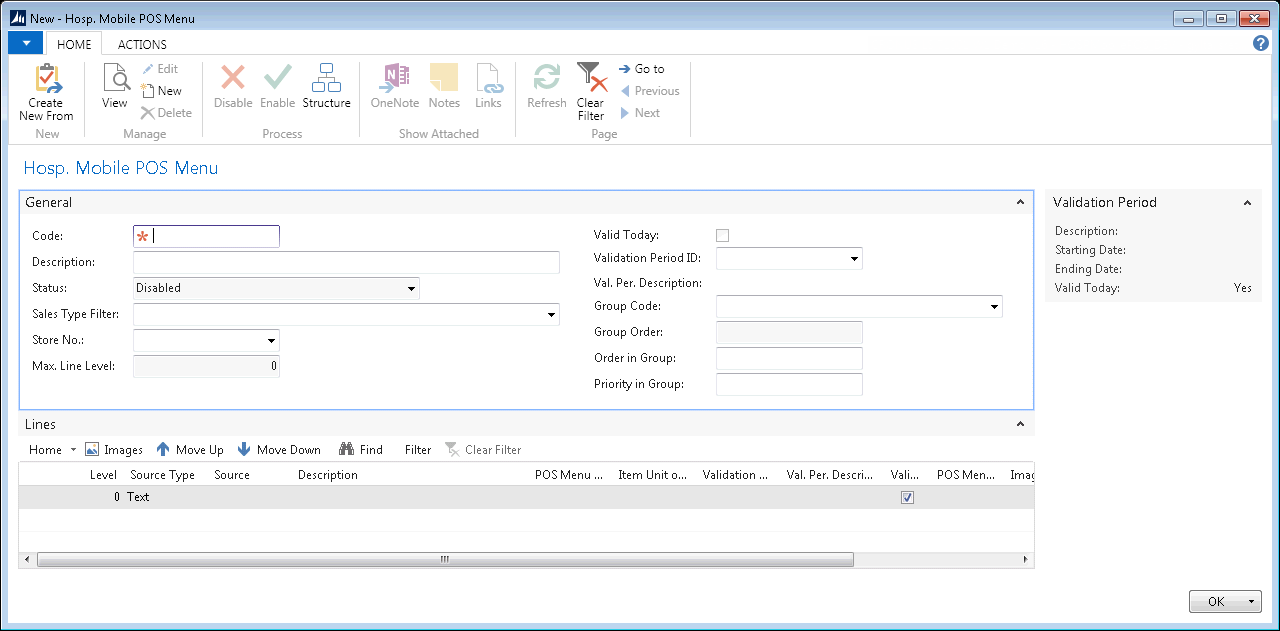 New - Hosp. Mobile POS Menu
HOME ACTIONS
Create New From
New
View
Edit
New
Delete
Manage
Disable Enable Structure
Process
OneNote Notes Links
Show Attached
Refresh Clear Filter
Go to
Previous
Next
Page
Hosp. Mobile POS Menu
General
Code:
Description:
Status: Disabled
Sales Type Filter:
Store No.:
Max. Line Level: 0
Valid Today:
Validation Period ID:
Val. Per. Description:
Group Code:
Group Order:
Order in Group:
Priority in Group:
Validation Period
Description:
Starting Date:
Ending Date:
Valid Today: Yes
Lines
Home Images Move Up Move Down Find Filter Clear Filter
Level Source Type Source Description POS Menu ... Item Unit o... Validation ... Val. Per. Descri... Vali... POS Men... Imag
0 Text
OK